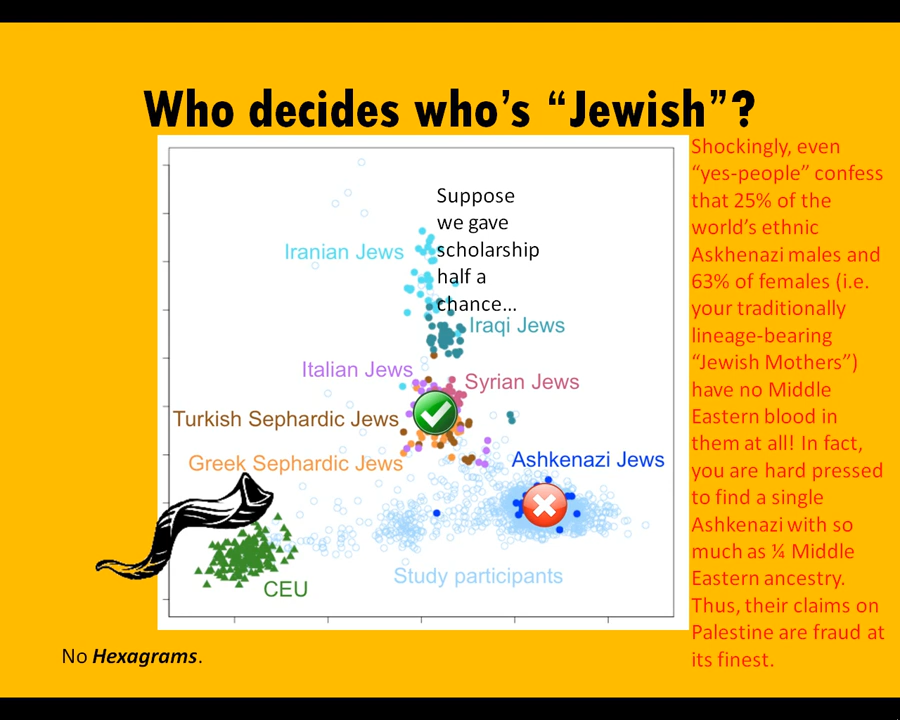 Who decides who's “Jewish”?
Shockingly, even
“yes-people” confess
that 25% of the
world's ethnic
Askhenazi males and
63% of females (i.e.
your traditionally
lineage-bearing
“Jewish Mothers”)
have no Middle
Eastern blood in
them at all! In fact,
you are hard pressed
to find a single
Ashkenazi with so
much as ¼ Middle
Eastern ancestry.
Thus, their claims on
Palestine are fraud at
its finest.
Suppose
we gave
scholarship
half a
chance...
Iranian Jews
Iraqi Jews
Italian Jews
Syrian Jews
Turkish Sephardic Jews
Greek Sephardic Jews
Ashkenazi Jews
Study participants
CEU
No Hexagrams.